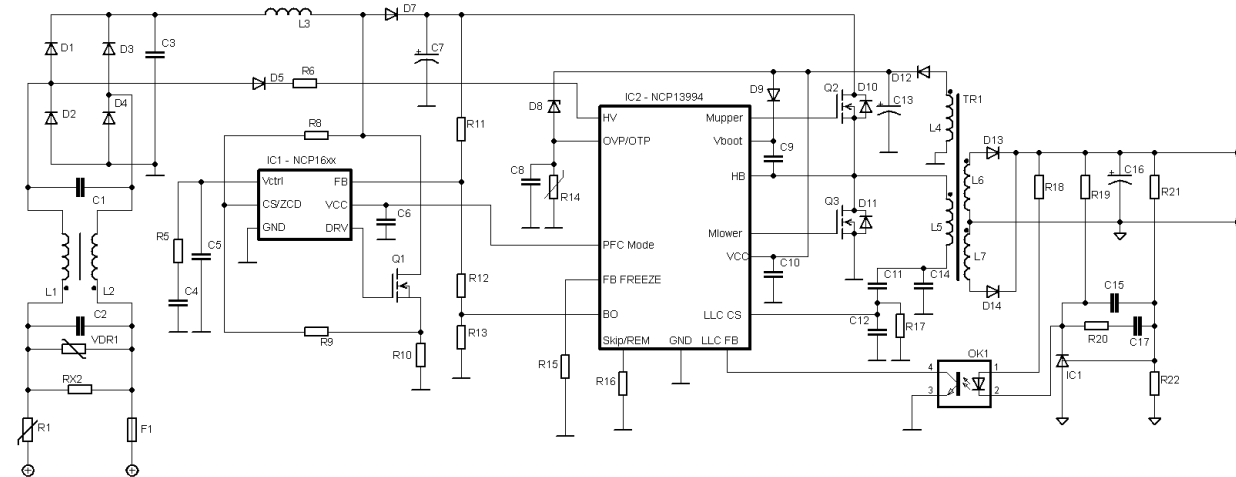 L3
D7
D1
D3
C3
C7
D5
R6
D2
D4
R8
R11
IC1 - NCP16xx
Vctrl
FB
CS/ZCD
VCC
GND
DRV
C1
C6
R5
C5
C4
L1
L2
C2
VDR1
RX2
R1
F1
Q1
R9
R10
R12
R13
D8
C8
R14
R15
R16
IC2 - NCP13994
HV
OVP/OTP
PFC Mode
FB FREEZE
BO
Skip/REM
GND
LLC FB
Mupper
Vboot
HB
Mlower
VCC
LLC CS
D9
C9
Q2
D10
C13
D12
Q3
D11
C10
C11
C14
C12
R17
L4
TR1
L5
L6
L7
D13
D14
R18
R19
C16
R21
C15
R20
C17
IC1
R22
OK1
4
3
1
2